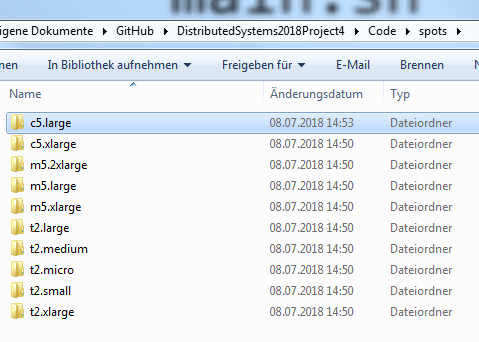 main.sh
igene Dokumente ▸ GitHub ▸ DistributedSystems2018Project4 ▸ Code ▸ spots ▸
nen In Bibliothek aufnehmen ▾ Freigeben für ▾ E-Mail Brennen
Name Änderungsdatum Typ
c5.large 08.07.2018 14:53 Dateiordner
c5.xlarge 08.07.2018 14:50 Dateiordner
m5.2xlarge 08.07.2018 14:50 Dateiordner
m5.large 08.07.2018 14:50 Dateiordner
m5.xlarge 08.07.2018 14:50 Dateiordner
t2.large 08.07.2018 14:50 Dateiordner
t2.medium 08.07.2018 14:50 Dateiordner
t2.micro 08.07.2018 14:50 Dateiordner
t2.small 08.07.2018 14:50 Dateiordner
t2.xlarge 08.07.2018 14:50 Dateiordner